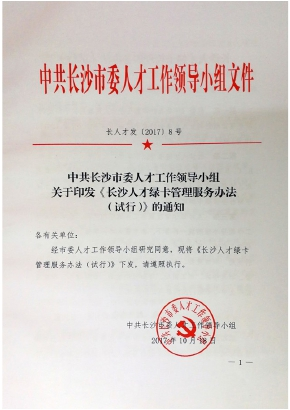 中共长沙市委人才工作领导小组文件
长人才发〔2017〕8号
中共长沙市委人才工作领导小组
关于印发《长沙人才绿卡管理服务办法
（试行）》的通知
各有关单位：
经市委人才工作领导小组研究同意，现将《长沙人才绿卡
管理服务办法（试行）》下发，请遵照执行。
中共长沙市委人才工作领导小组
2017年10月18日
— 1 —